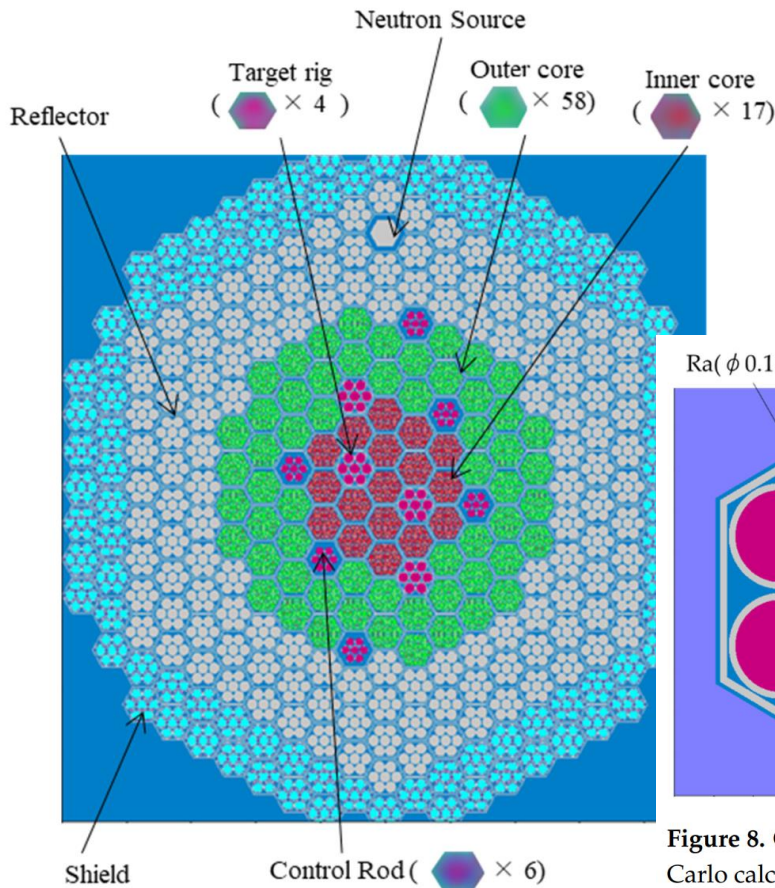 Neutron Source
Target rig
( × 4 )
Outer core
( × 58)
Inner core
( × 17)
Reflector
Ra(ϕ0.1
Shield
Control Rod ( × 6)
Figure 8.
Carlo calc